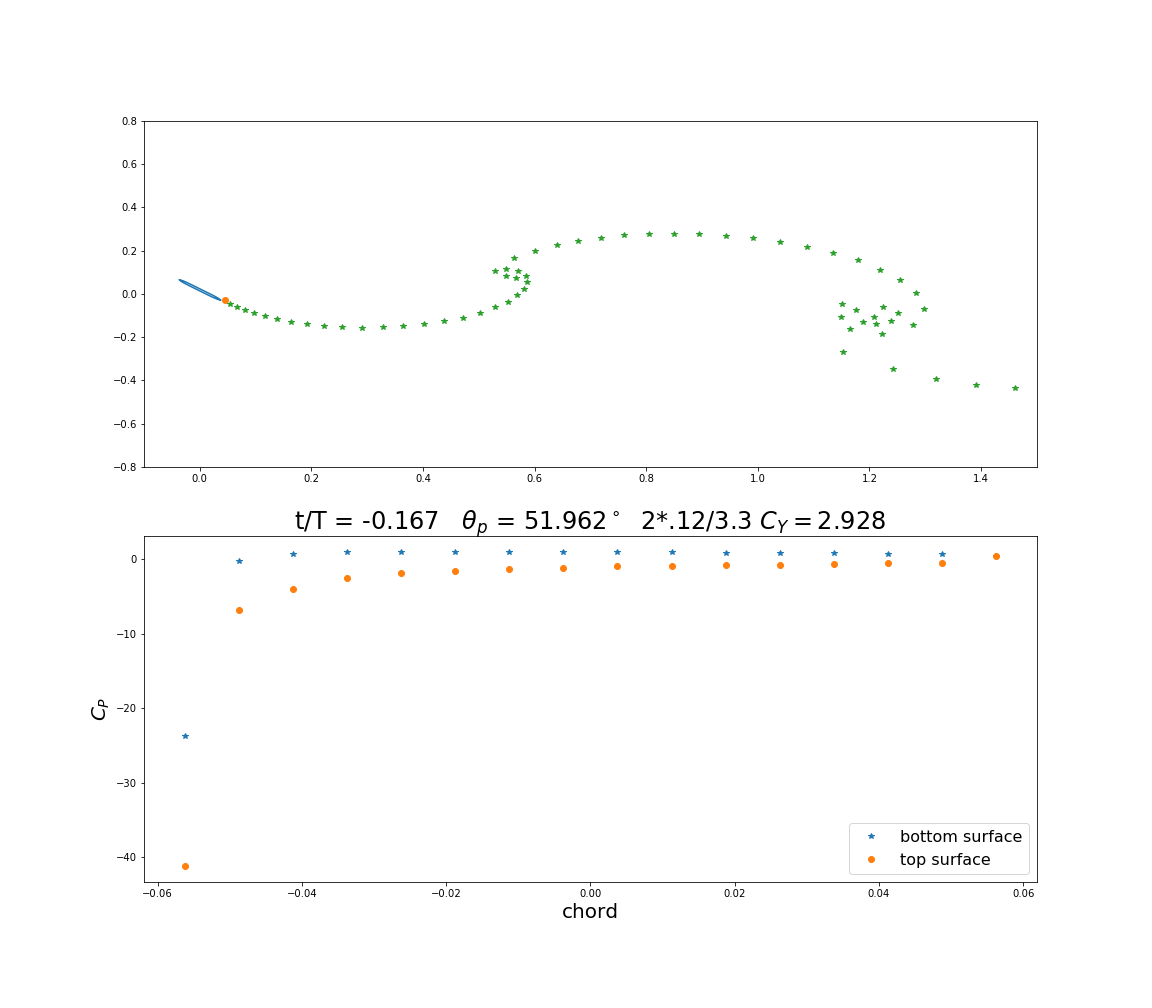 0.8
0.6
0.4
0.2
0.0
−0.2
−0.4
−0.6
−0.8
0.0 0.2 0.4 0.6 0.8 1.0 1.2 1.4
t/T = -0.167 θp = 51.962° 2*.12/3.3 CY = 2.928
0
−10
−20
−30
−40
CP
bottom surface
top surface
−0.06 −0.04 −0.02 0.00 0.02 0.04 0.06
chord